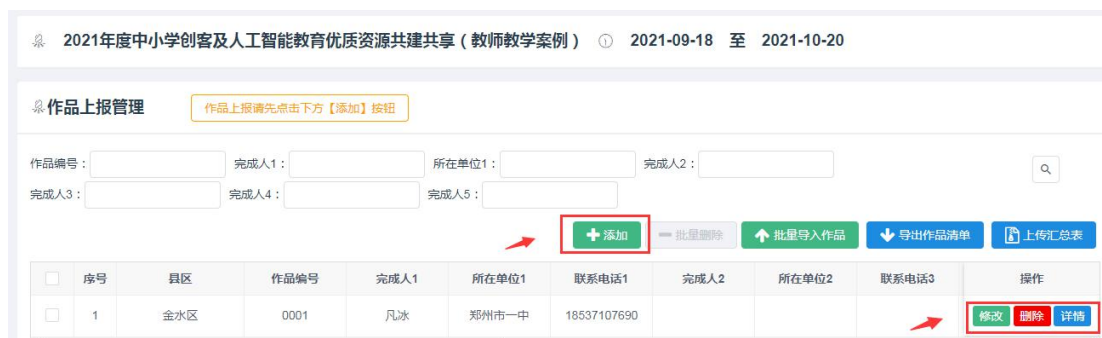 2021年度中小学创客及人工智能教育优质资源共建共享（教师教学案例） 2021-09-18 至 2021-10-20
作品上报管理 作品上报请先点击下方【添加】按钮
作品编号： 完成人1： 所在单位1： 完成人2：
完成人3： 完成人4： 完成人5：
添加 批量删除 批量导入作品 导出作品清单 上传汇总表
序号 县区 作品编号 完成人1 所在单位1 联系电话1 完成人2 所在单位2 联系电话3 操作
1 金水区 0001 凡冰 郑州市一中 18537107690 修改 删除 详情